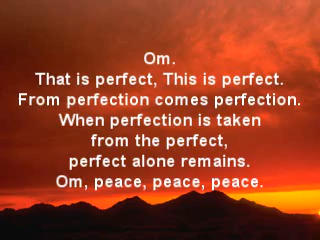 Om.
That is perfect, This is perfect.
From perfection comes perfection.
When perfection is taken
from the perfect,
perfect alone remains.
Om, peace, peace, peace.